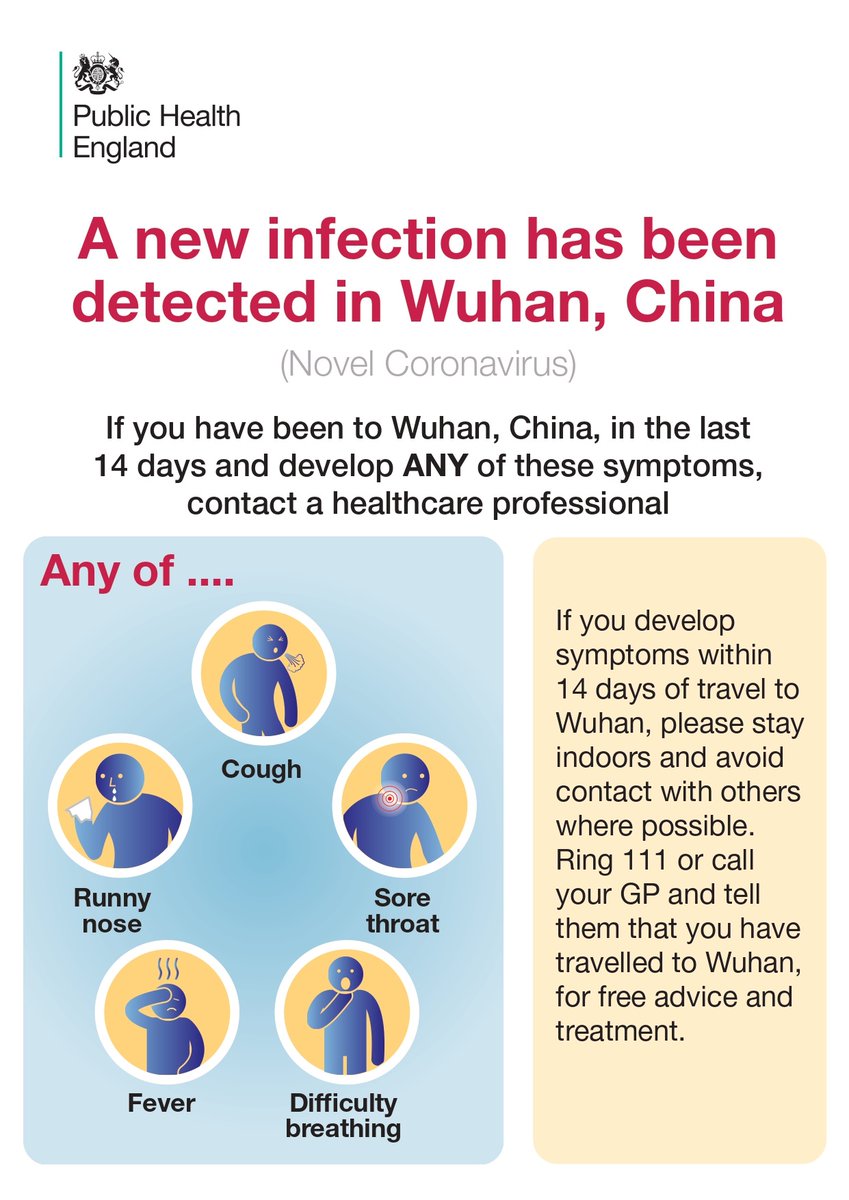 Public Health
England
A new infection has been
detected in Wuhan, China
(Novel Coronavirus)
If you have been to Wuhan, China, in the last
14 days and develop ANY of these symptoms,
contact a healthcare professional
Any of ....
Cough
Runny
nose
Sore
throat
Fever
Difficulty
breathing
If you develop
symptoms within
14 days of travel to
Wuhan, please stay
indoors and avoid
contact with others
where possible.
Ring 111 or call
your GP and tell
them that you have
travelled to Wuhan,
for free advice and
treatment.